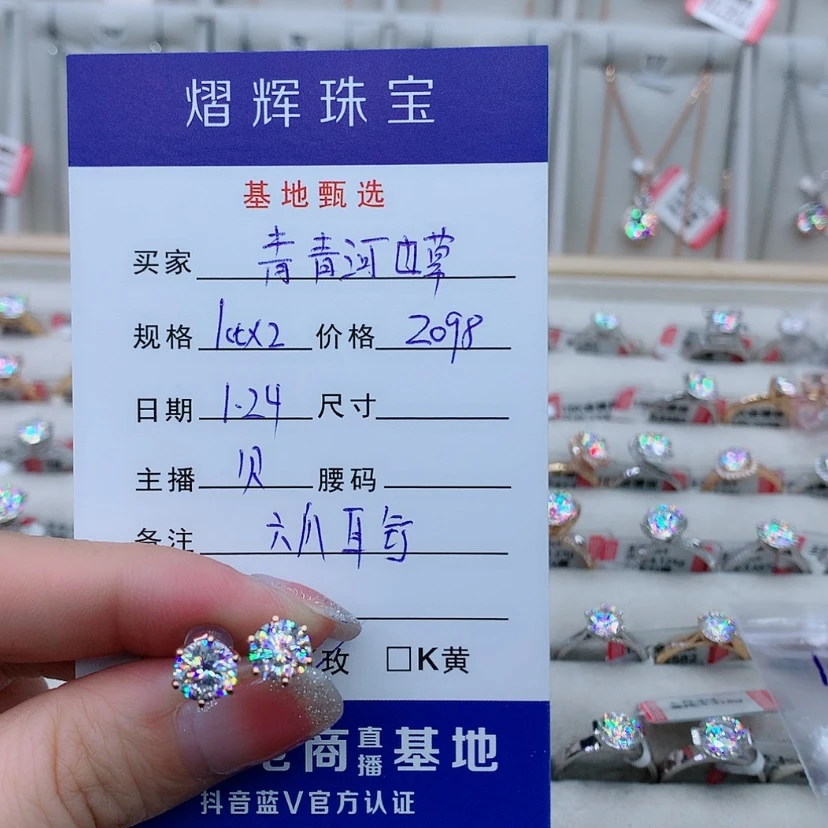 熠辉珠宝
基地甄选
买家 青青河边草
规格 1ctx2 价格 2098
日期 1·24 尺寸
主播 贝 腰码
备注 六爪耳钉
玫 □K黄
电商直播基地
抖音蓝V官方认证